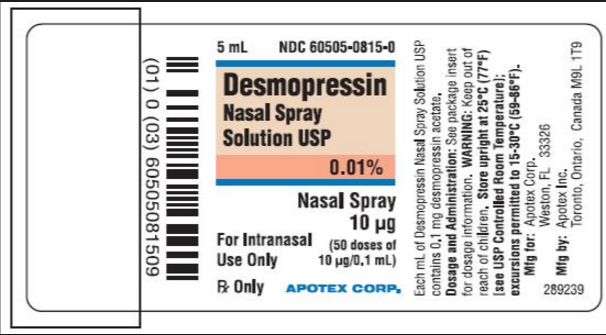 (01) 0 (03) 60505081509
5 mL NDC 60505-0815-0
Desmopressin
Nasal Spray
Solution USP
0.01%
Nasal Spray
10 µg
For Intranasal
Use Only
(50 doses of
10 µg/0.1 mL)
Rx Only APOTEX CORP.
Each mL of Desmopressin Nasal Spray Solution USP
contains 0.1 mg desmopressin acetate.
Dosage and Administration: See package insert
for dosage information. WARNING: Keep out of
reach of children. Store upright at 25°C (77°F)
[see USP Controlled Room Temperature];
excursions permitted to 15-30°C (59-86°F).
Mfg for: Apotex Corp.
Weston, FL 33326
Mfg by: Apotex Inc.
Toronto, Ontario, Canada M9L 1T9
289239